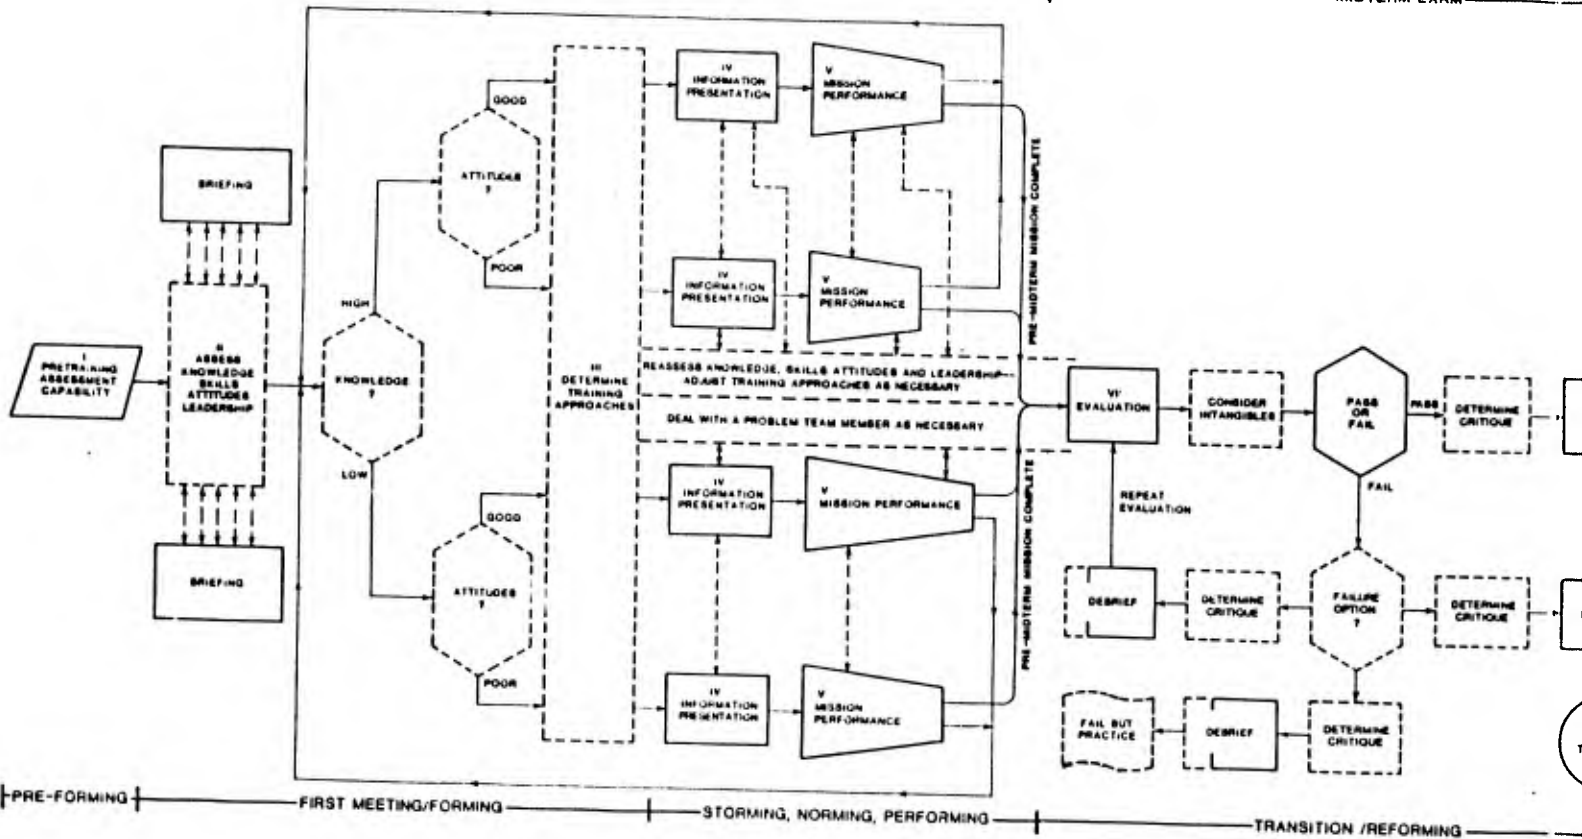 MIDTERM EXAM
BRIEFING
I
PRETRAINING
ASSESSMENT
CAPABILITY
II
ASSESS
KNOWLEDGE
SKILLS
ATTITUDES
LEADERSHIP
BRIEFING
HIGH
KNOWLEDGE
?
LOW
GOOD
ATTITUDES
?
POOR
GOOD
ATTITUDES
?
POOR
III
DETERMINE
TRAINING
APPROACHES
IV
INFORMATION
PRESENTATION
V
MISSION
PERFORMANCE
IV
INFORMATION
PRESENTATION
V
MISSION
PERFORMANCE
PRE-MIDTERM MISSION COMPLETE
REASSESS KNOWLEDGE, SKILLS ATTITUDES AND LEADERSHIP—
ADJUST TRAINING APPROACHES AS NECESSARY
DEAL WITH A PROBLEM TEAM MEMBER AS NECESSARY
IV
INFORMATION
PRESENTATION
V
MISSION PERFORMANCE
PRE-MIDTERM MISSION COMPLETE
IV
INFORMATION
PRESENTATION
V
MISSION
PERFORMANCE
VI
EVALUATION
CONSIDER
INTANGIBLES
PASS
OR
FAIL
PASS
DETERMINE
CRITIQUE
FAIL
REPEAT
EVALUATION
DEBRIEF
DETERMINE
CRITIQUE
FAILURE
OPTION
?
DETERMINE
CRITIQUE
FAIL BUT
PRACTICE
DEBRIEF
DETERMINE
CRITIQUE
PRE-FORMING
FIRST MEETING/FORMING
STORMING, NORMING, PERFORMING
TRANSITION /REFORMING